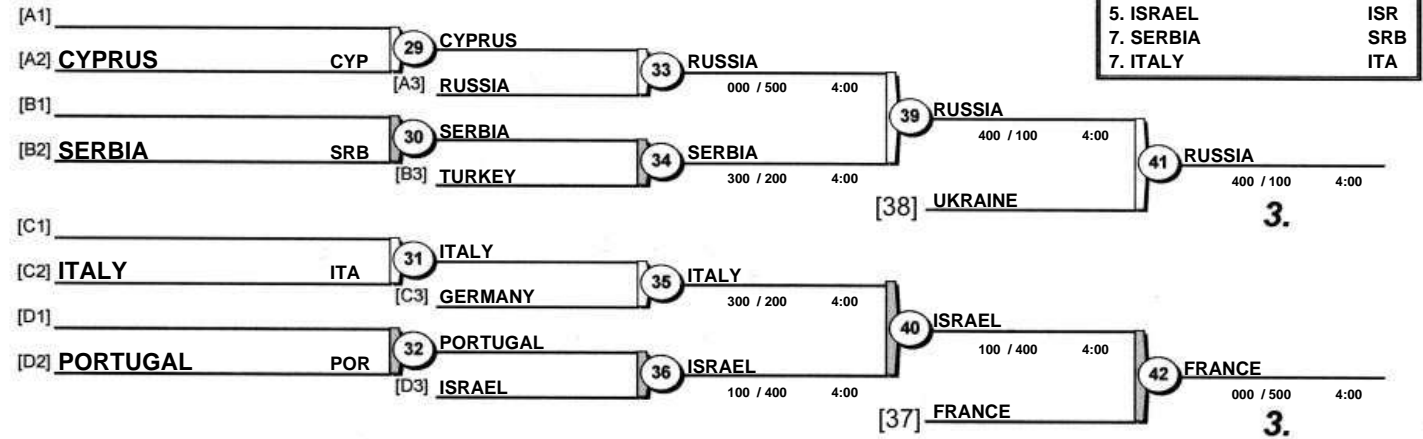 [A1]
[A2] CYPRUS CYP
29 CYPRUS
[A3] RUSSIA
33 RUSSIA
000 / 500 4:00
[B1]
[B2] SERBIA SRB
30 SERBIA
[B3] TURKEY
34 SERBIA
300 / 200 4:00
39 RUSSIA
400 / 100 4:00
[38] UKRAINE
41 RUSSIA
400 / 100 4:00
3.
[C1]
[C2] ITALY ITA
31 ITALY
[C3] GERMANY
35 ITALY
300 / 200 4:00
[D1]
[D2] PORTUGAL POR
32 PORTUGAL
[D3] ISRAEL
36 ISRAEL
100 / 400 4:00
40 ISRAEL
100 / 400 4:00
[37] FRANCE
42 FRANCE
000 / 500 4:00
3.
5. ISRAEL ISR
7. SERBIA SRB
7. ITALY ITA